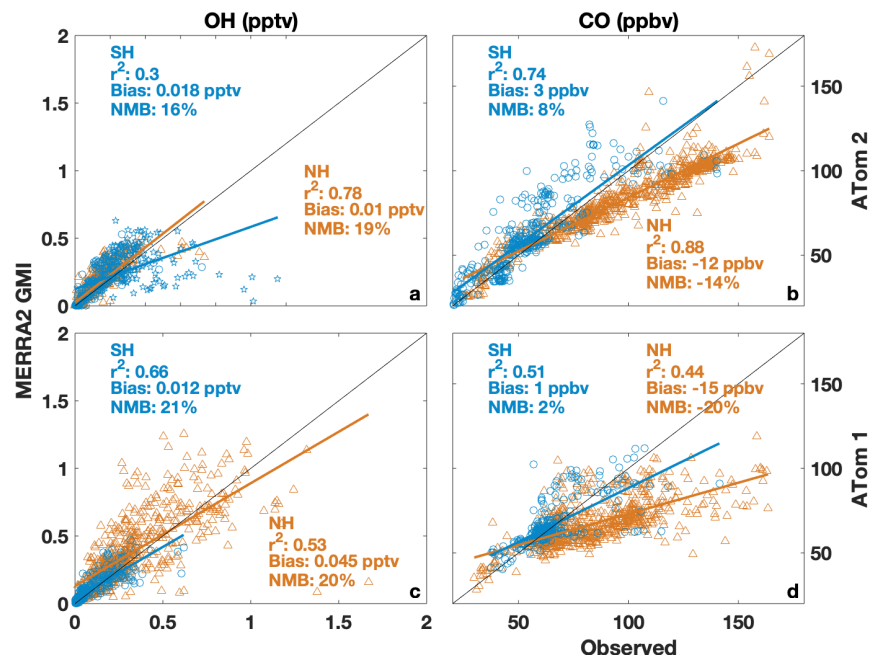 OH (pptv)
CO (ppbv)
2
1.5
1
0.5
0
SH
r²: 0.3
Bias: 0.018 pptv
NMB: 16%
NH
r²: 0.78
Bias: 0.01 pptv
NMB: 19%
a
SH
r²: 0.74
Bias: 3 ppbv
NMB: 8%
NH
r²: 0.88
Bias: -12 ppbv
NMB: -14%
b
150
100
50
ATom 2
MERRA2 GMI
2
1.5
1
0.5
0
SH
r²: 0.66
Bias: 0.012 pptv
NMB: 21%
NH
r²: 0.53
Bias: 0.045 pptv
NMB: 20%
c
SH
r²: 0.51
Bias: 1 ppbv
NMB: 2%
NH
r²: 0.44
Bias: -15 ppbv
NMB: -20%
d
150
100
50
ATom 1
0 0.5 1 1.5 2
50 100 150
Observed